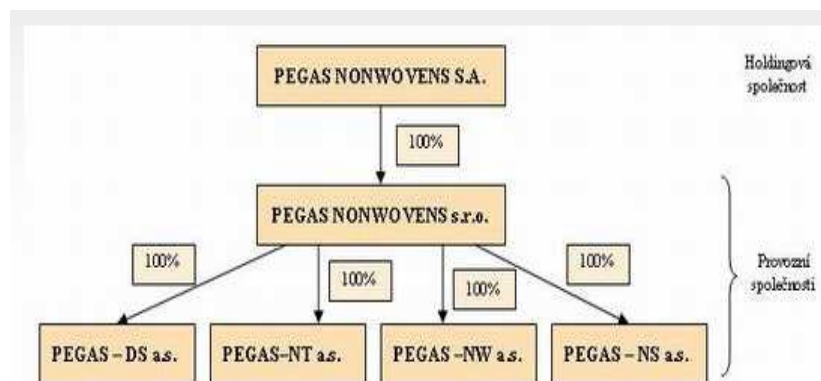 PEGAS NONWOVENS S.A.
Holdingová
společnost
100%
PEGAS NONWOVENS s.r.o.
100%
100%
100%
100%
Provozní
společnosti
PEGAS – DS a.s.
PEGAS–NT a.s.
PEGAS –NW a.s.
PEGAS – NS a.s.